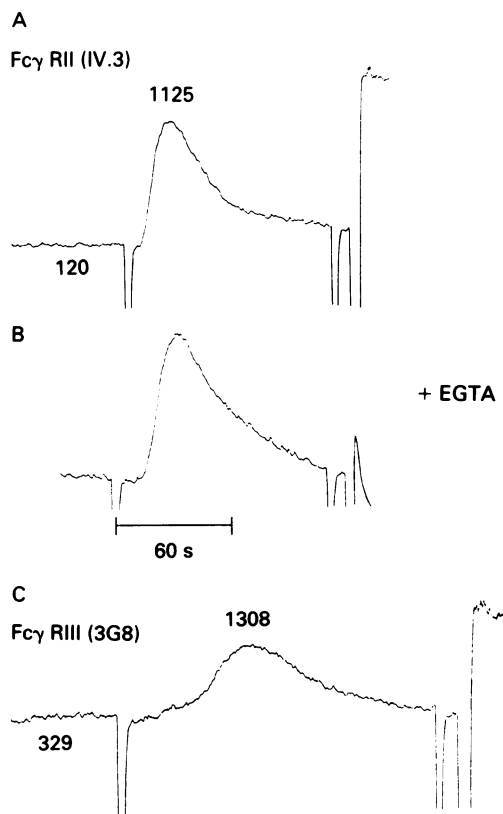 A
Fcγ RII (IV.3)
1125
120
B
+ EGTA
60 s
C
Fcγ RIII (3G8)
1308
329